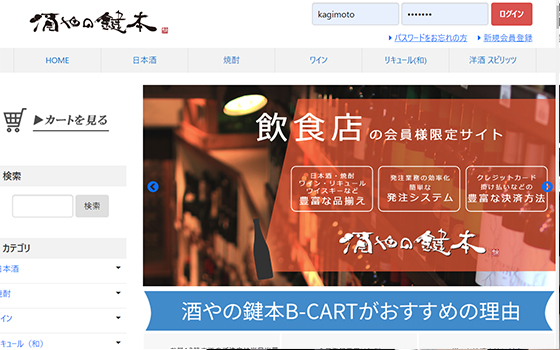 酒やの鍵本
kagimoto
•••••••
ログイン
パスワードをお忘れの方
新規会員登録
HOME
日本酒
焼酎
ワイン
リキュール(和)
洋酒 スピリッツ
カートを見る
検索
検索
カテゴリ
日本酒
焼酎
イン
キュール（和）
飲食店の会員様限定サイト
日本酒・焼酎
ワイン・リキュール
ウイスキーなど
豊富な品揃え
発注業務の効率化
簡単な
発注システム
クレジットカード
掛け払いなどの
豊富な決済方法
酒やの鍵本
酒やの鍵本B-CARTがおすすめの理由